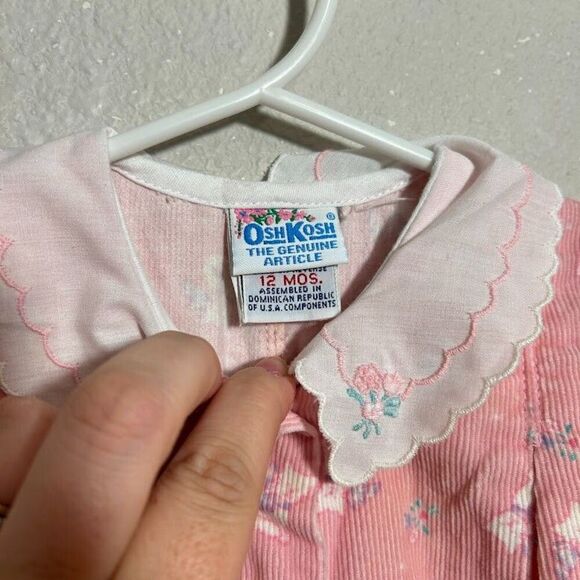 OSHKOSH ®
THE GENUINE
ARTICLE
12 MOS.
ASSEMBLED IN
DOMINICAN REPUBLIC
OF U.S.A. COMPONENTS